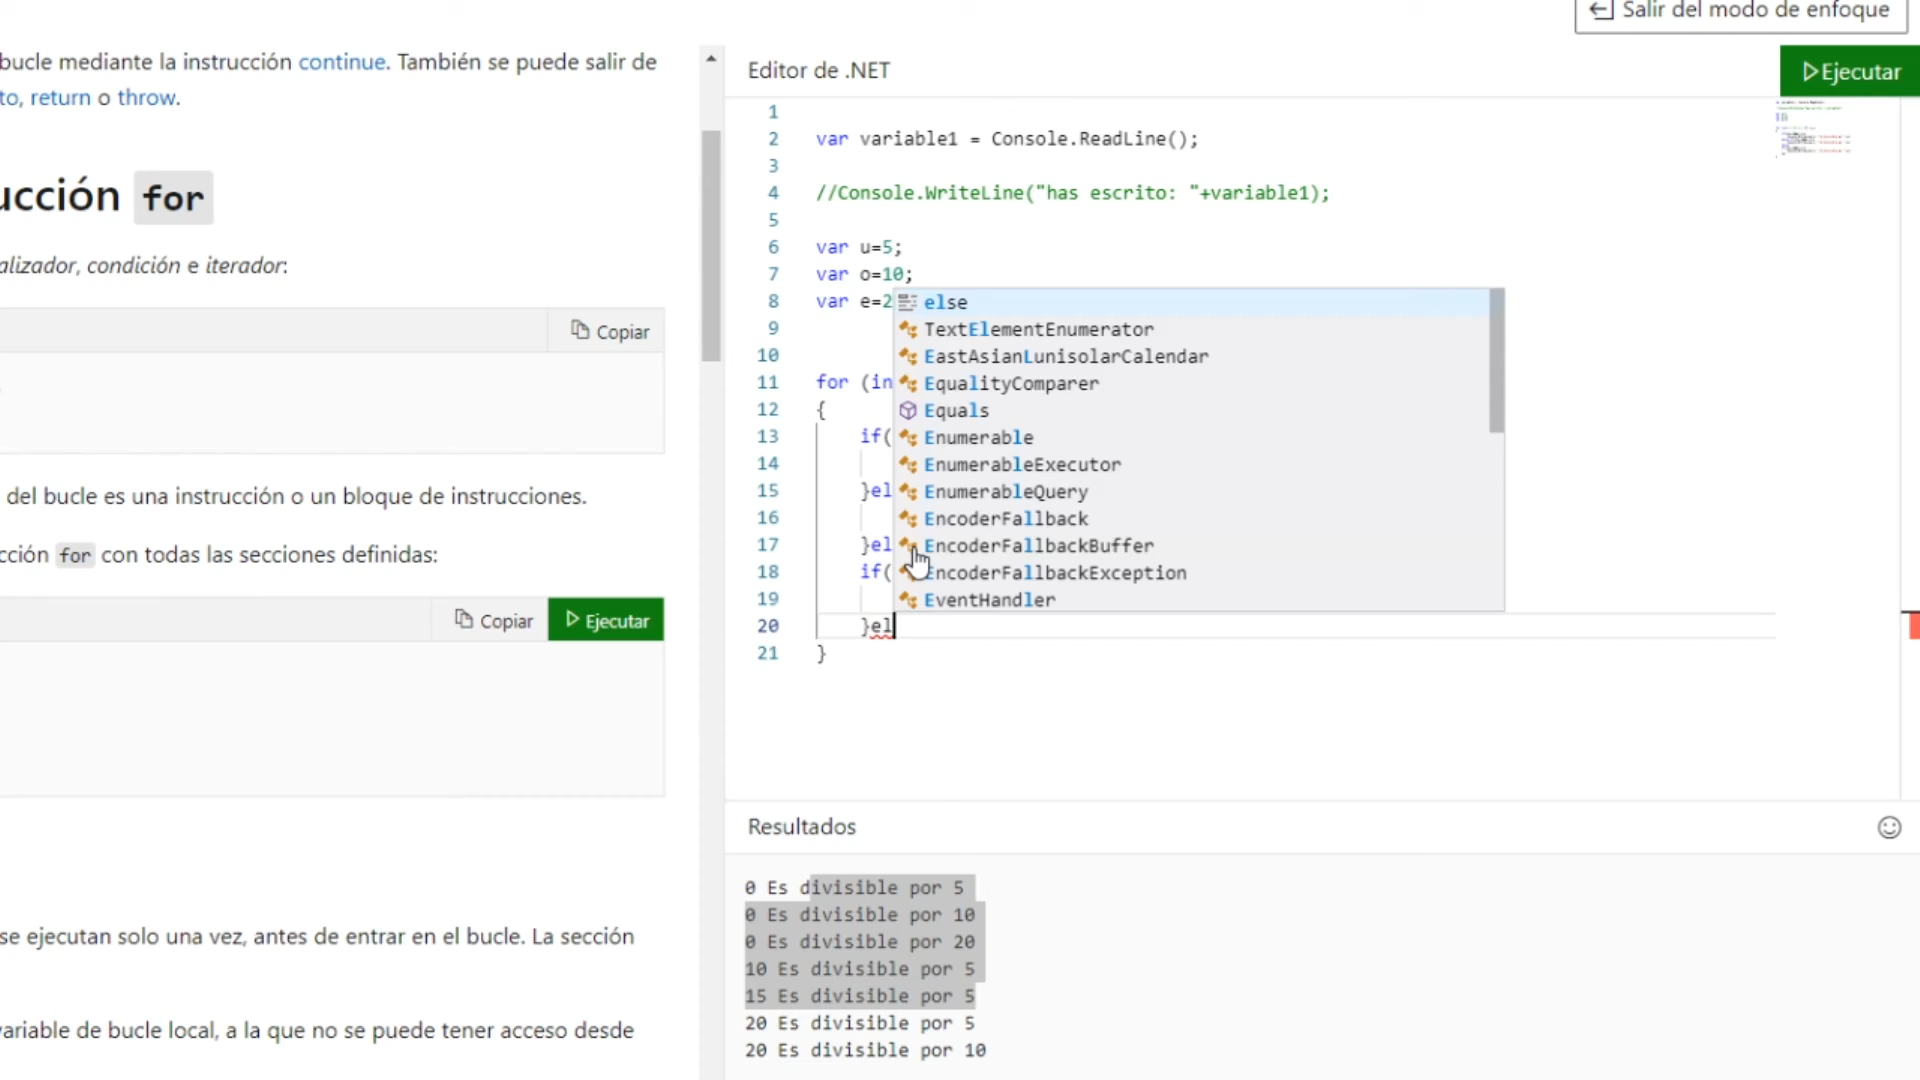 Salir del modo de enfoque
bucle mediante la instrucción continue. También se puede salir de
to, return o throw.
ucción for
alizador, condición e iterador:
Copiar
del bucle es una instrucción o un bloque de instrucciones.
cción for con todas las secciones definidas:
Copiar
Ejecutar
se ejecutan solo una vez, antes de entrar en el bucle. La sección
variable de bucle local, a la que no se puede tener acceso desde
Editor de .NET
Ejecutar
1
2 var variable1 = Console.ReadLine();
3
4 //Console.WriteLine("has escrito: "+variable1);
5
6 var u=5;
7 var o=10;
8 var e=2
9
10
11 for (in
12 {
13 if(
14
15 }el
16
17 }el
18 if(
19
20 }el
21 }
else
TextElementEnumerator
EastAsianLunisolarCalendar
EqualityComparer
Equals
Enumerable
EnumerableExecutor
EnumerableQuery
EncoderFallback
EncoderFallbackBuffer
EncoderFallbackException
EventHandler
Resultados
0 Es divisible por 5
0 Es divisible por 10
0 Es divisible por 20
10 Es divisible por 5
15 Es divisible por 5
20 Es divisible por 5
20 Es divisible por 10